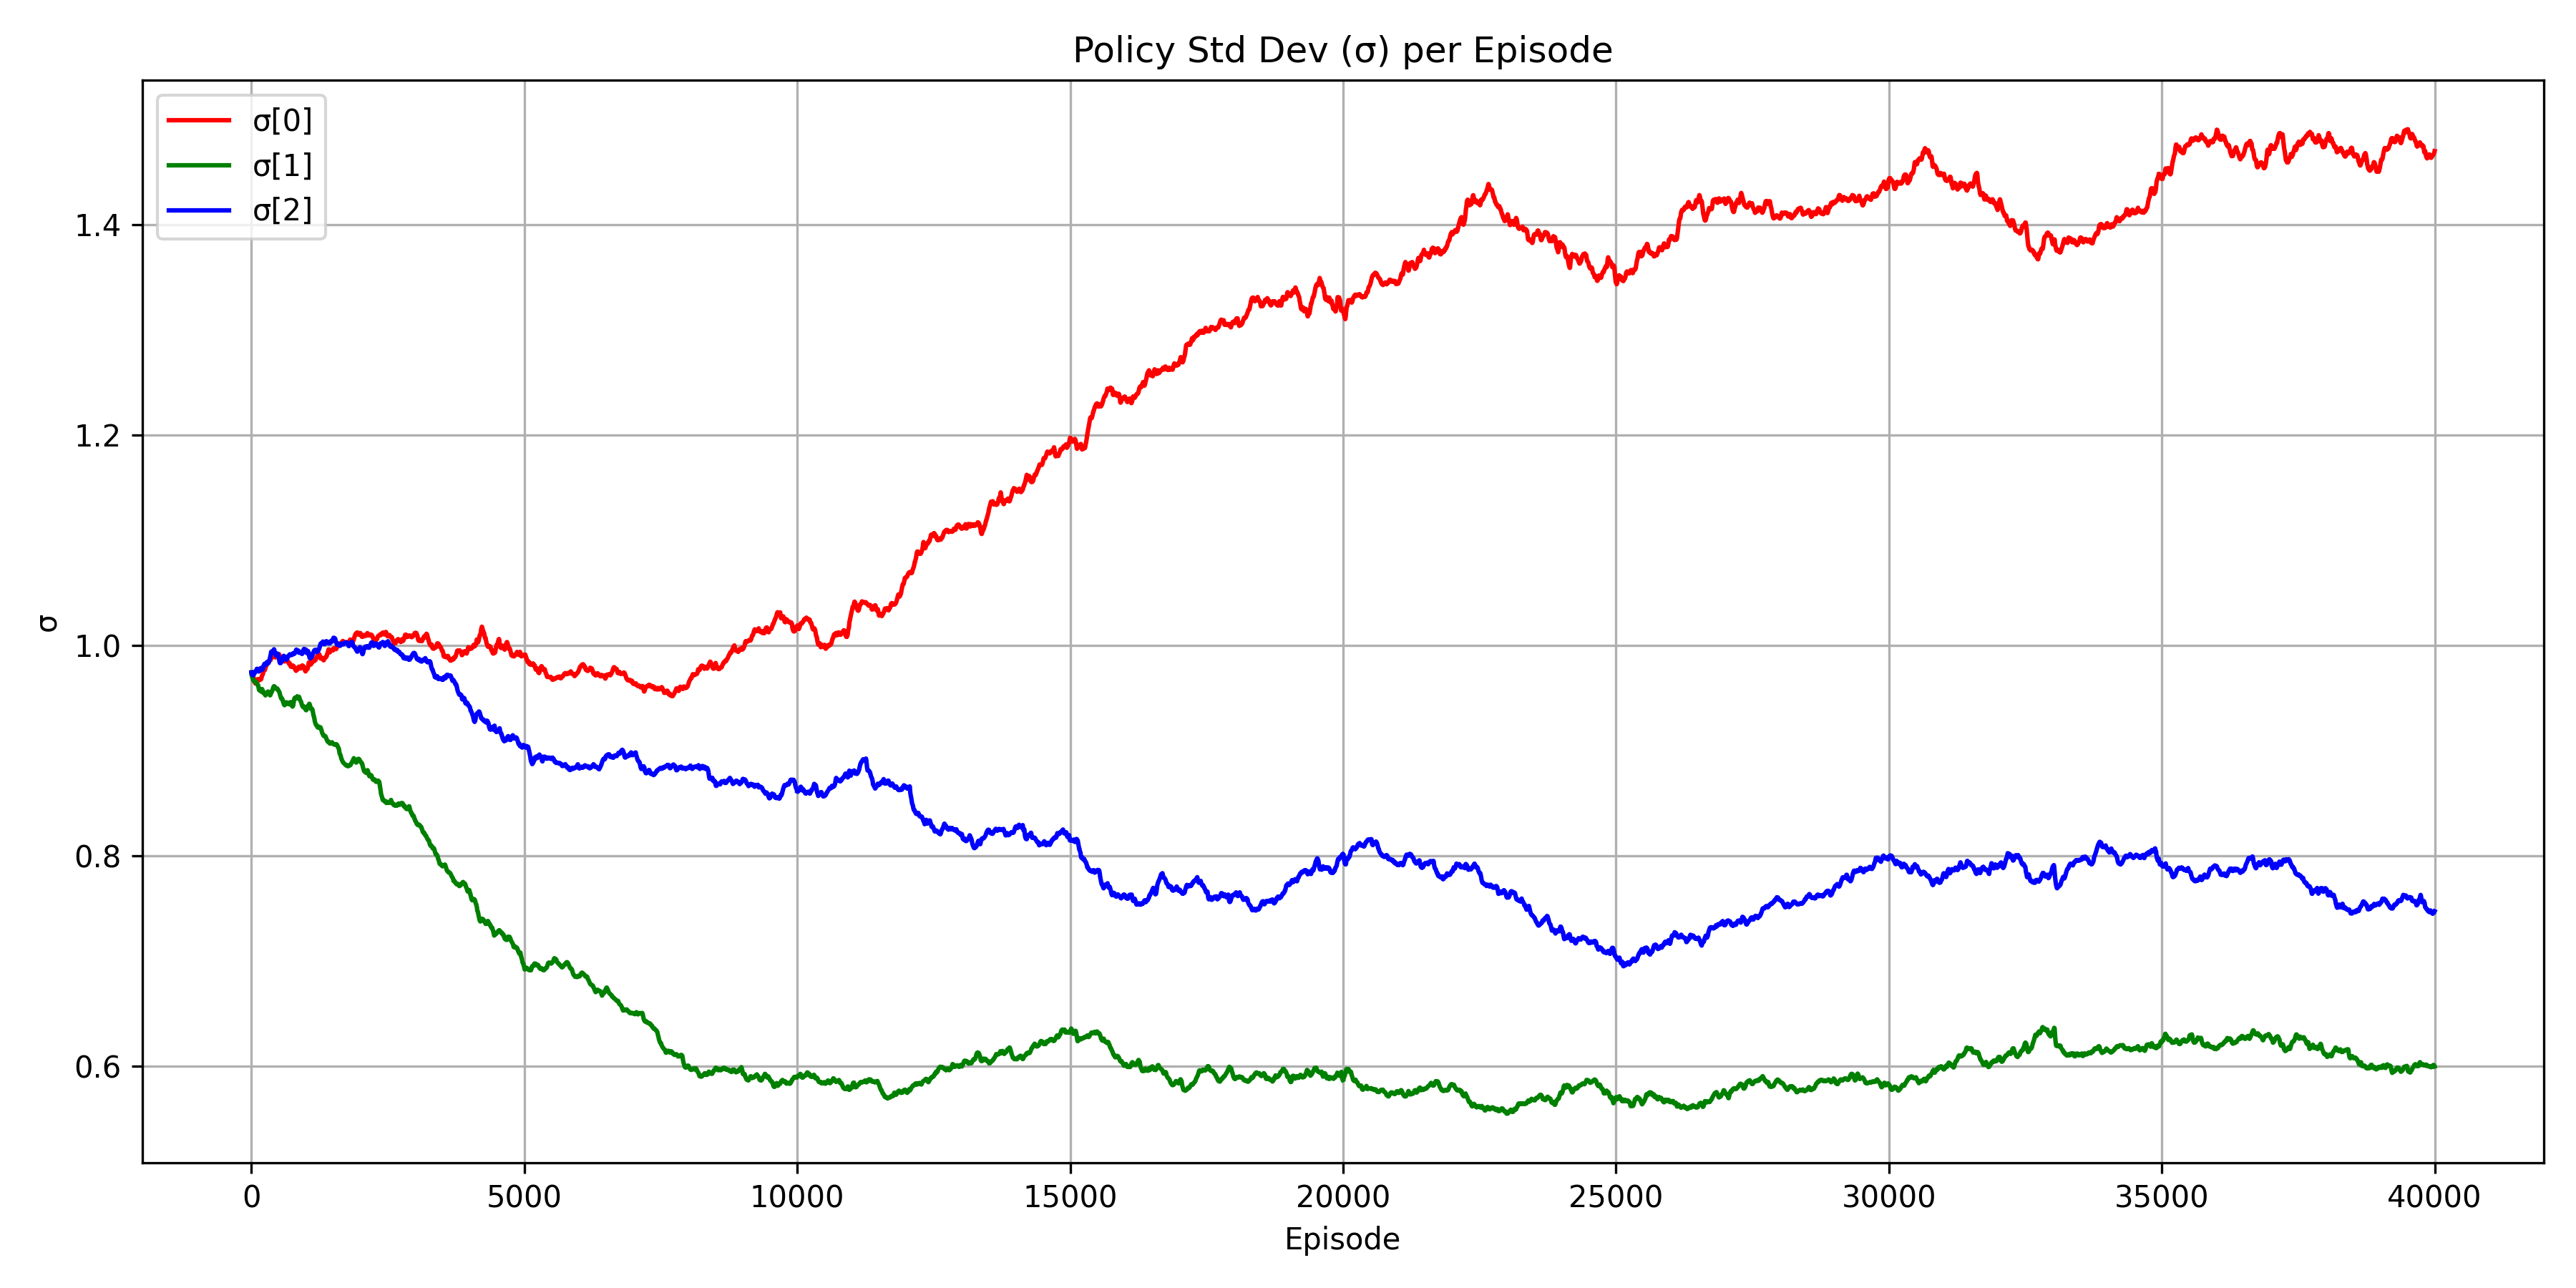 Policy Std Dev (σ) per Episode
σ[0]
σ[1]
σ[2]
1.4
1.2
1.0
0.8
0.6
σ
0 5000 10000 15000 20000 25000 30000 35000 40000
Episode